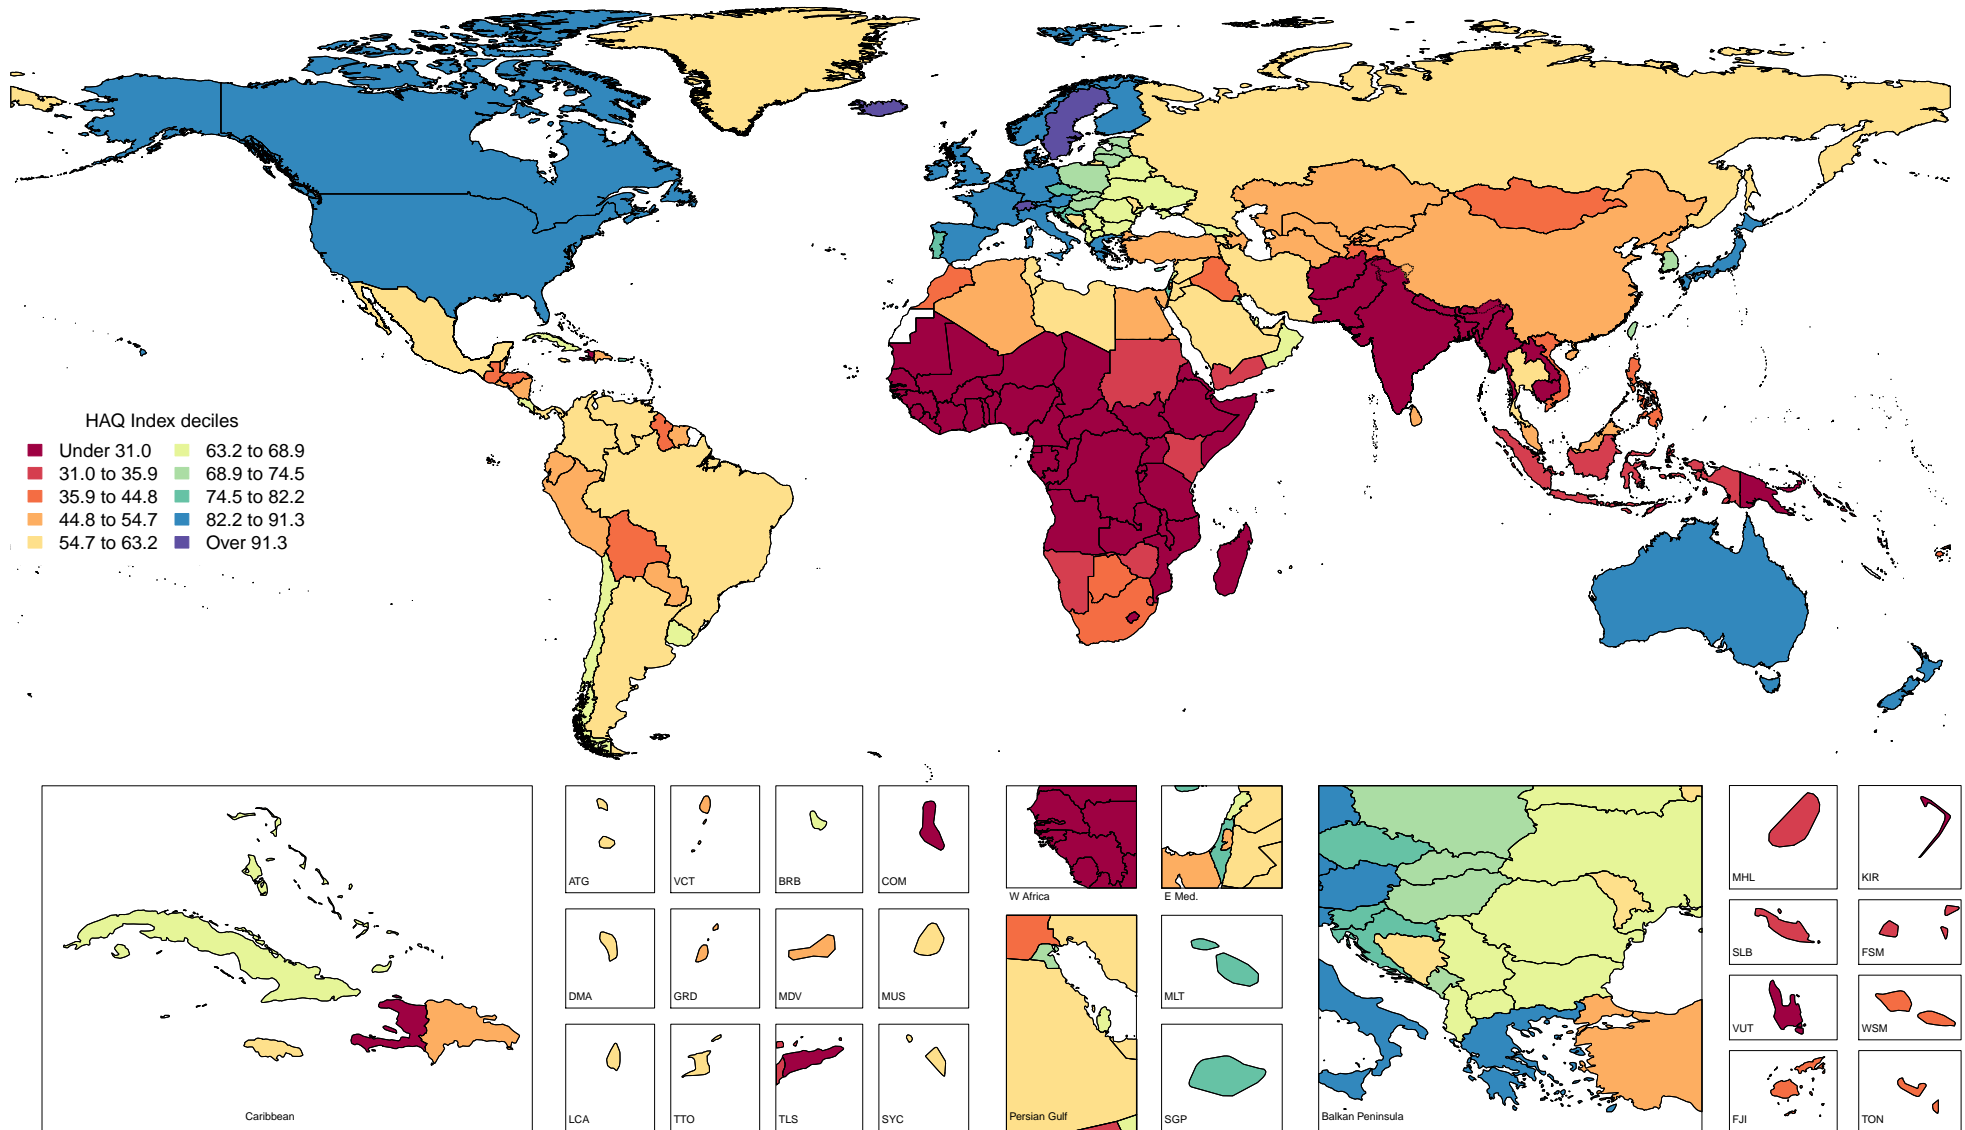 HAQ Index deciles
Under 31.0
31.0 to 35.9
35.9 to 44.8
44.8 to 54.7
54.7 to 63.2
63.2 to 68.9
68.9 to 74.5
74.5 to 82.2
82.2 to 91.3
Over 91.3
Caribbean
ATG
VCT
BRB
COM
DMA
GRD
MDV
MUS
LCA
TTO
TLS
SYC
W Africa
E Med.
Persian Gulf
MLT
SGP
Balkan Peninsula
MHL
KIR
SLB
FSM
VUT
WSM
FJI
TON